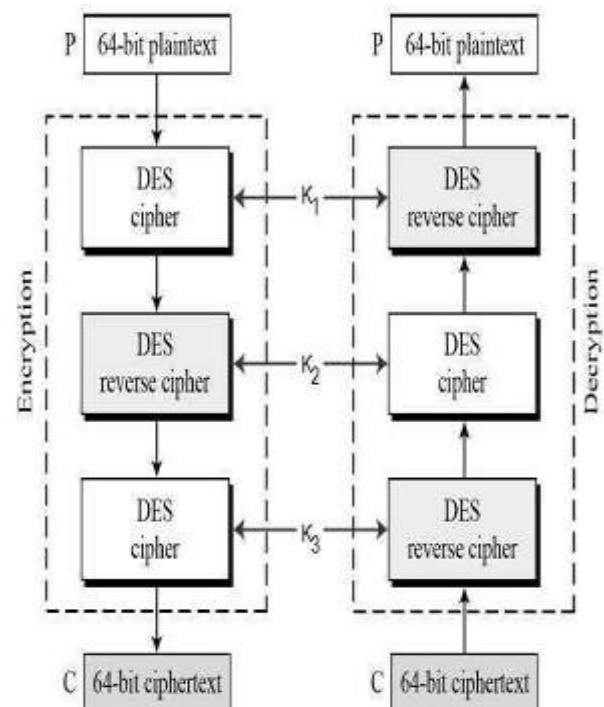 P 64-bit plaintext
P 64-bit plaintext
Encryption
DES
cipher
K1
DES
reverse cipher
DES
reverse cipher
K2
DES
cipher
DES
cipher
K3
DES
reverse cipher
Decryption
C 64-bit ciphertext
C 64-bit ciphertext